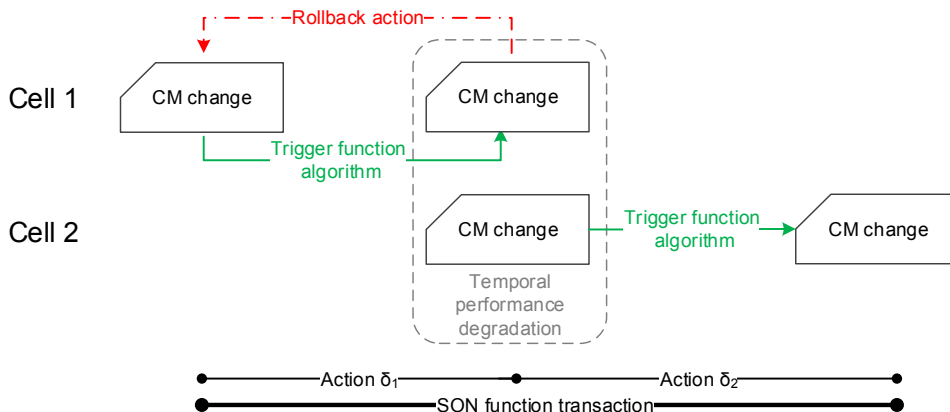 Rollback action
Cell 1
CM change
CM change
Trigger function
algorithm
Cell 2
CM change
Trigger function
algorithm
CM change
Temporal
performance
degradation
Action δ₁
Action δ₂
SON function transaction